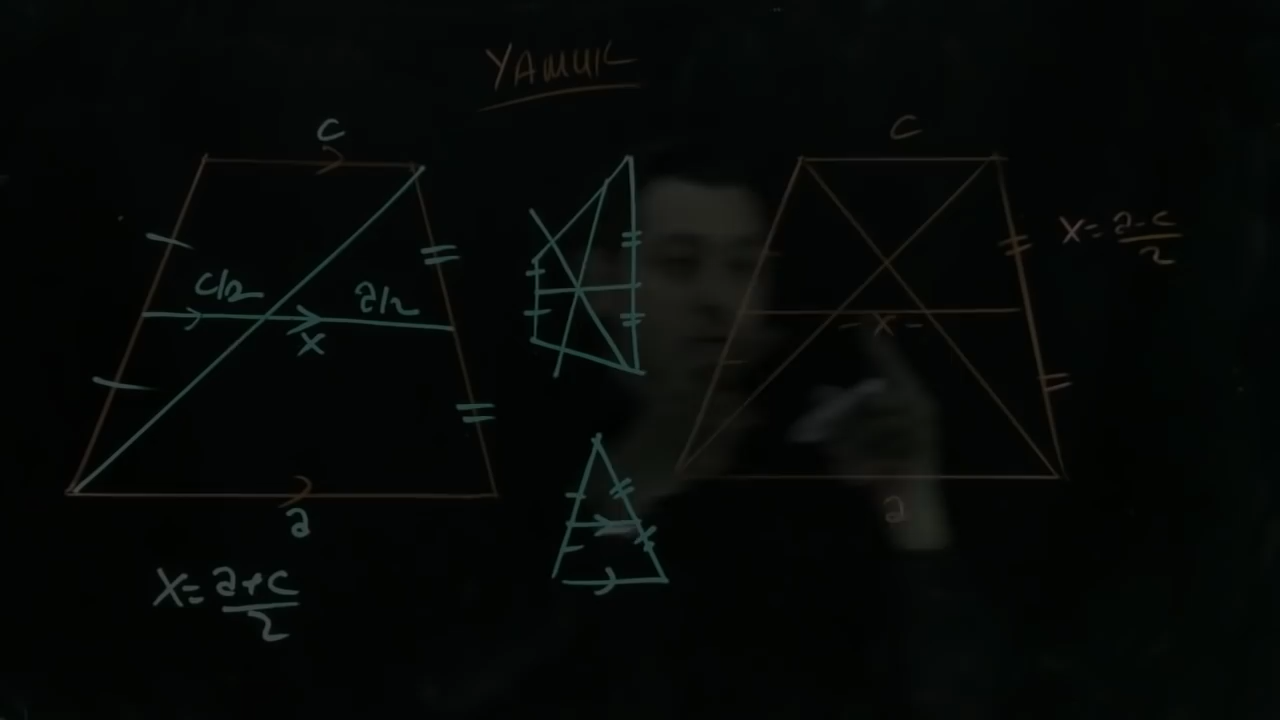 YAMUK
c
c/2
a/2
x
a
x = a+c/2
c
x = a-c/2
-x-
a